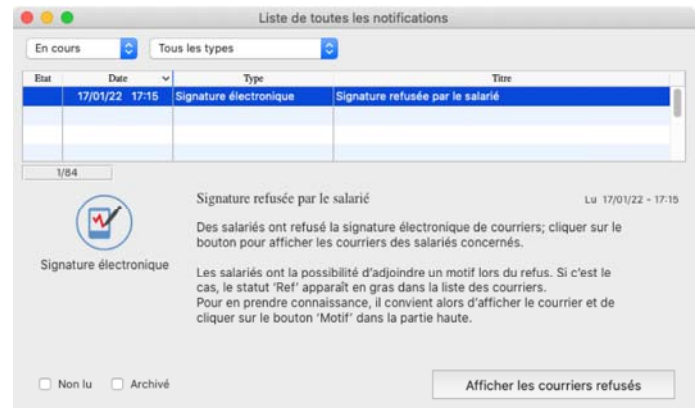 Liste de toutes les notifications
En cours Tous les types
Etat Date Type Titre
17/01/22 17:15 Signature électronique Signature refusée par le salarié
1/84
Signature refusée par le salarié Lu 17/01/22 - 17:15
Des salariés ont refusé la signature électronique de courriers; cliquer sur le
bouton pour afficher les courriers des salariés concernés.
Signature électronique
Les salariés ont la possibilité d'adjoindre un motif lors du refus. Si c'est le
cas, le statut 'Ref' apparaît en gras dans la liste des courriers.
Pour en prendre connaissance, il convient alors d'afficher le courrier et de
cliquer sur le bouton 'Motif' dans la partie haute.
Non lu Archivé Afficher les courriers refusés